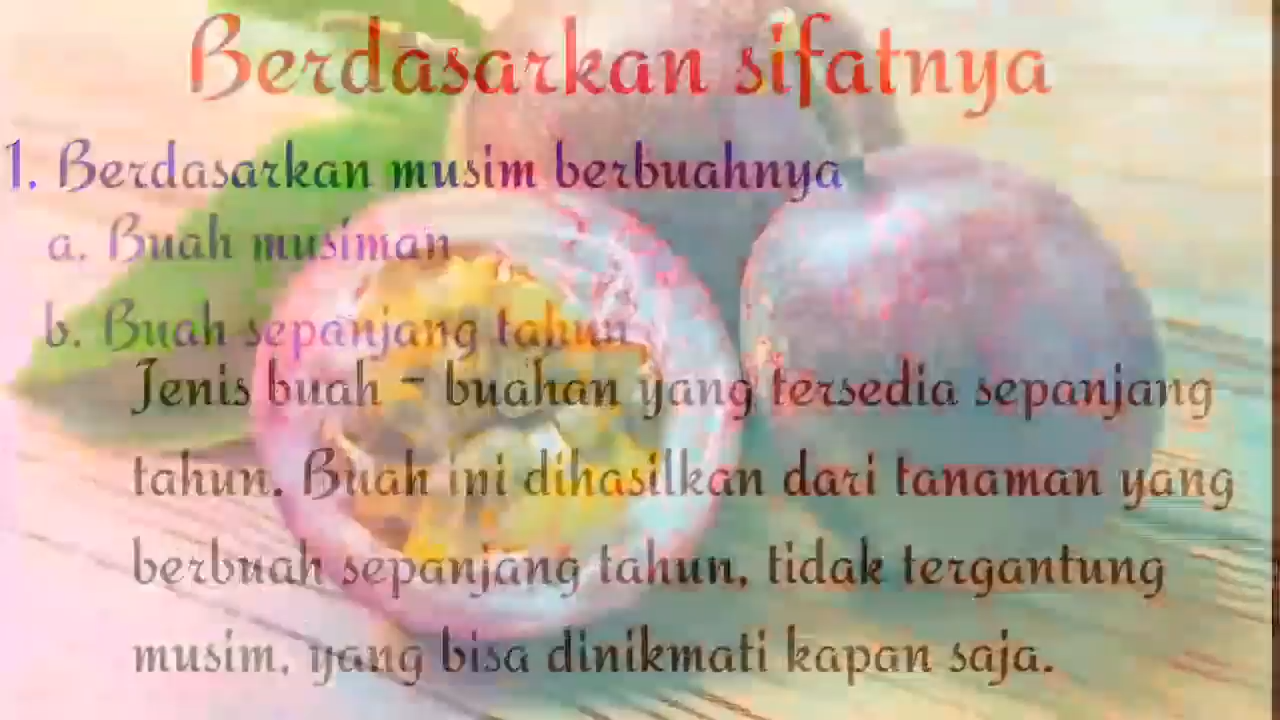 Berdasarkan sifatnya
1. Berdasarkan musim berbuahnya
a. Buah musiman
b. Buah sepanjang tahun
Jenis buah - buahan yang tersedia sepanjang
tahun. Buah ini dihasilkan dari tanaman yang
berbuah sepanjang tahun, tidak tergantung
musim, yang bisa dinikmati kapan saja.